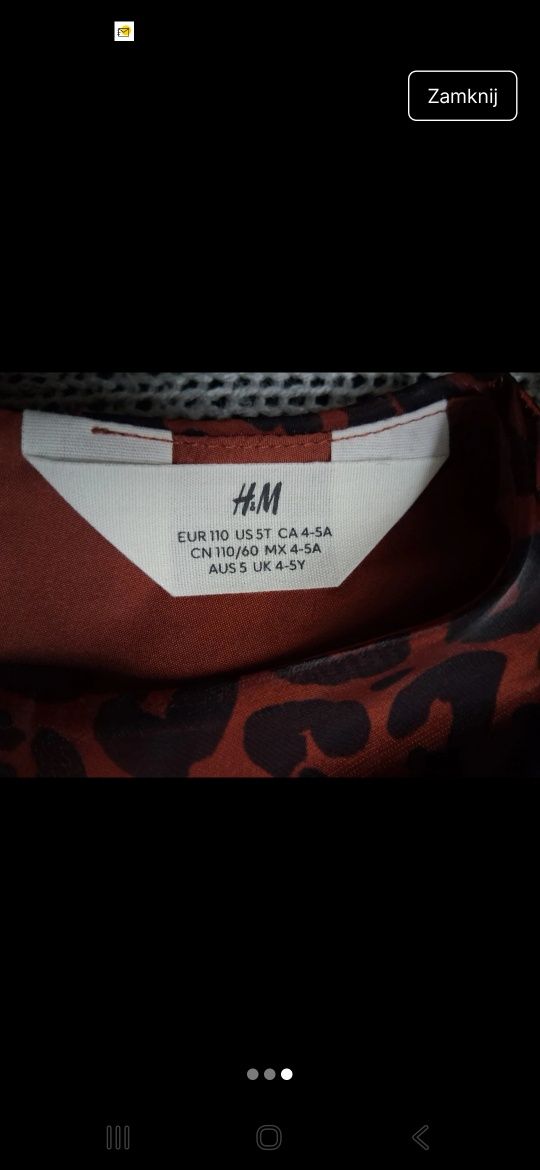 Zamknij
H&M
EUR 110 US 5T CA 4-5A
CN 110/60 MX 4-5A
AUS 5 UK 4-5Y